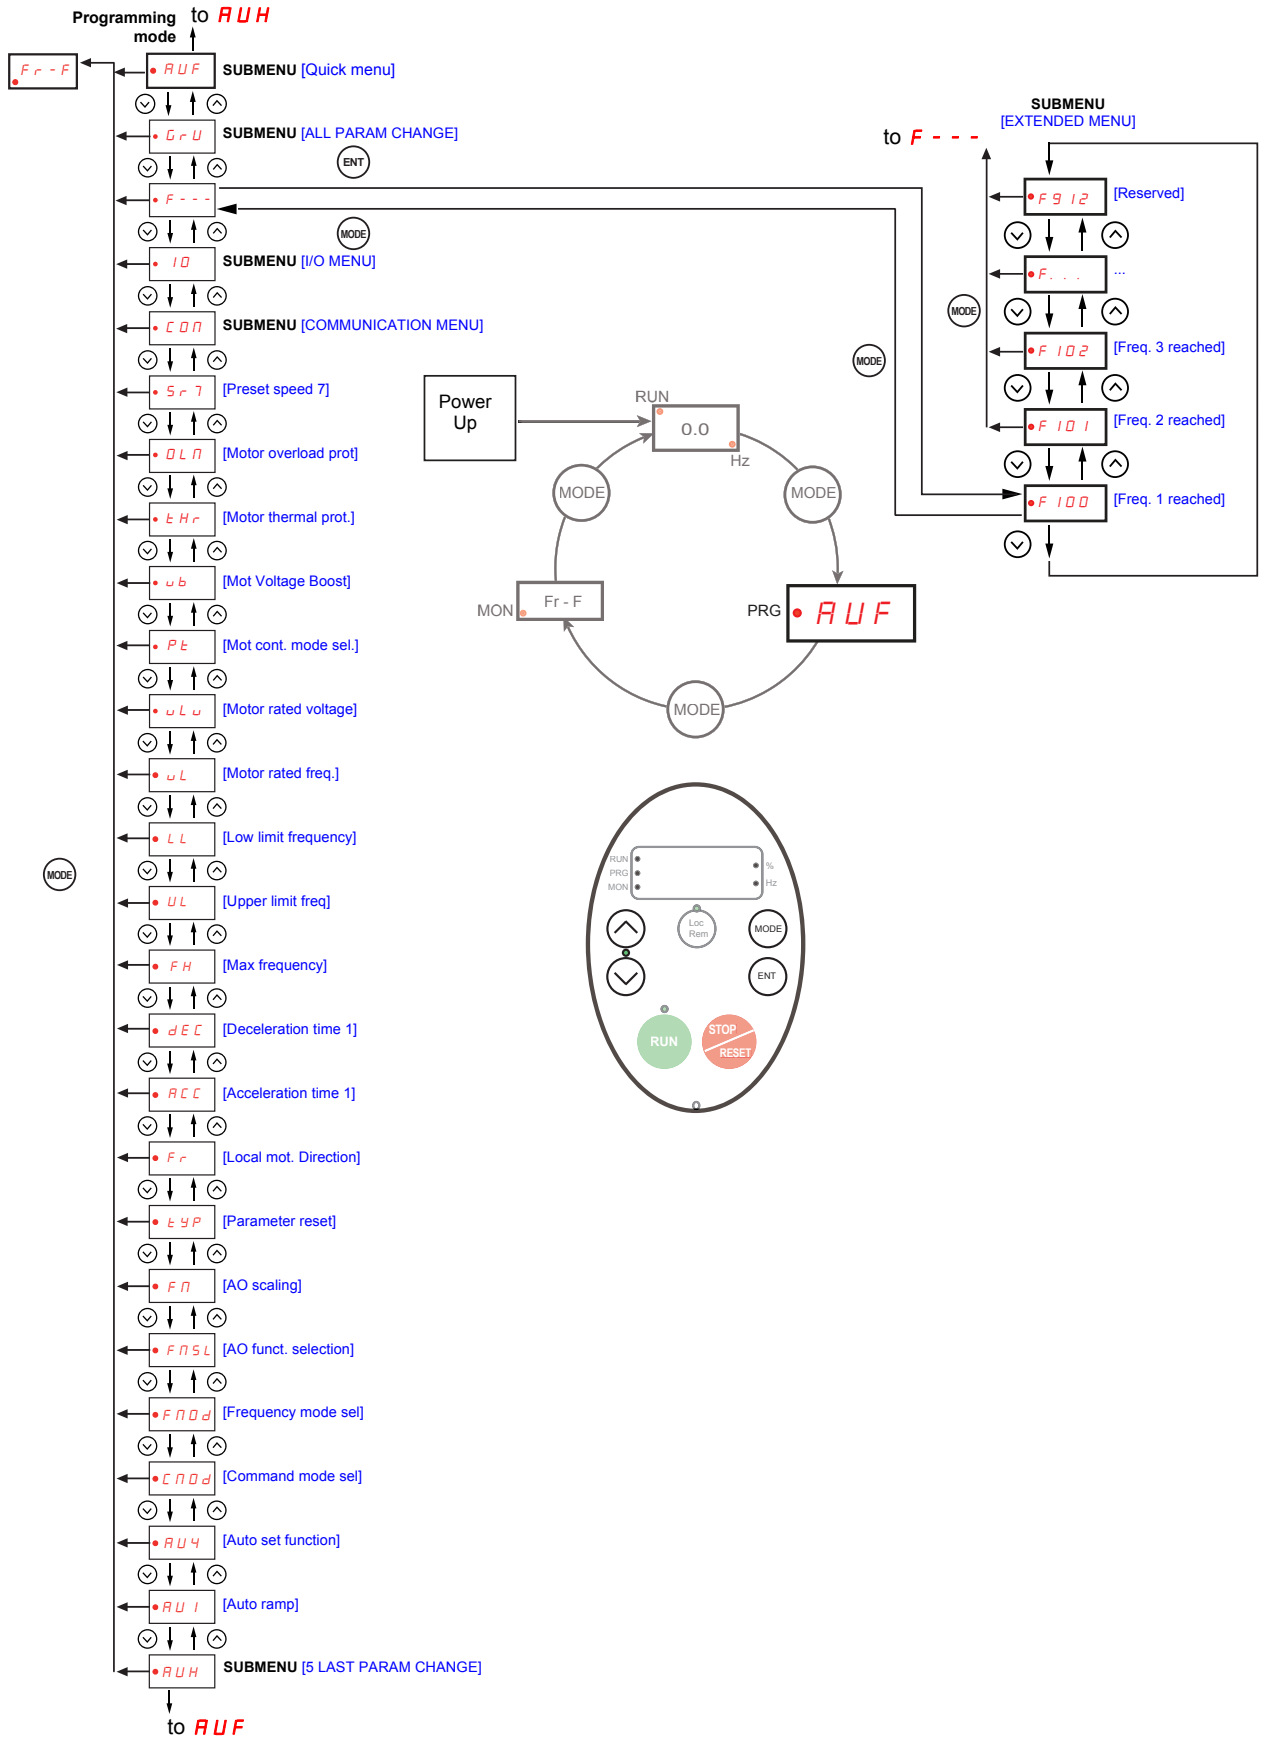 Programming mode
to AUH
Fr-F
AUF SUBMENU [Quick menu]
GrU SUBMENU [ALL PARAM CHANGE]
ENT
F---
MODE
IO SUBMENU [I/O MENU]
COM SUBMENU [COMMUNICATION MENU]
Sr7 [Preset speed 7]
OLM [Motor overload prot]
tHr [Motor thermal prot.]
ub [Mot Voltage Boost]
Pt [Mot cont. mode sel.]
uLu [Motor rated voltage]
uL [Motor rated freq.]
LL [Low limit frequency]
MODE
UL [Upper limit freq]
FH [Max frequency]
dEC [Deceleration time 1]
ACC [Acceleration time 1]
Fr [Local mot. Direction]
tYP [Parameter reset]
FM [AO scaling]
FMSL [AO funct. selection]
FMOd [Frequency mode sel]
CMOd [Command mode sel]
AU4 [Auto set function]
AU1 [Auto ramp]
AUH SUBMENU [5 LAST PARAM CHANGE]
to AUF
SUBMENU
[EXTENDED MENU]
to F---
F912 [Reserved]
F... ...
MODE
F102 [Freq. 3 reached]
MODE
F101 [Freq. 2 reached]
F100 [Freq. 1 reached]
Power Up
RUN
0.0
Hz
MODE
MODE
MON
Fr - F
PRG
AUF
MODE
RUN
PRG
MON
%
Hz
Loc Rem
MODE
ENT
RUN
STOP
RESET